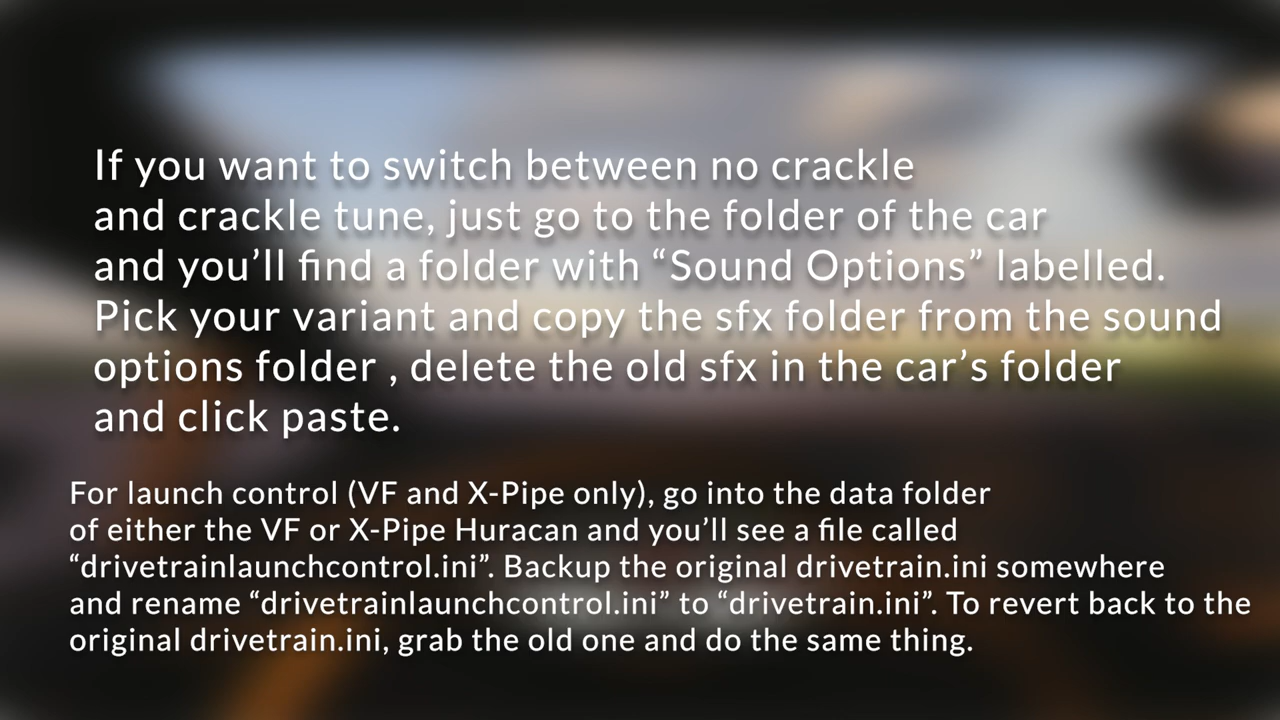 If you want to switch between no crackle
and crackle tune, just go to the folder of the car
and you’ll find a folder with “Sound Options” labelled.
Pick your variant and copy the sfx folder from the sound
options folder , delete the old sfx in the car’s folder
and click paste.
For launch control (VF and X-Pipe only), go into the data folder
of either the VF or X-Pipe Huracan and you’ll see a file called
“drivetrainlaunchcontrol.ini”. Backup the original drivetrain.ini somewhere
and rename “drivetrainlaunchcontrol.ini” to “drivetrain.ini”. To revert back to the
original drivetrain.ini, grab the old one and do the same thing.